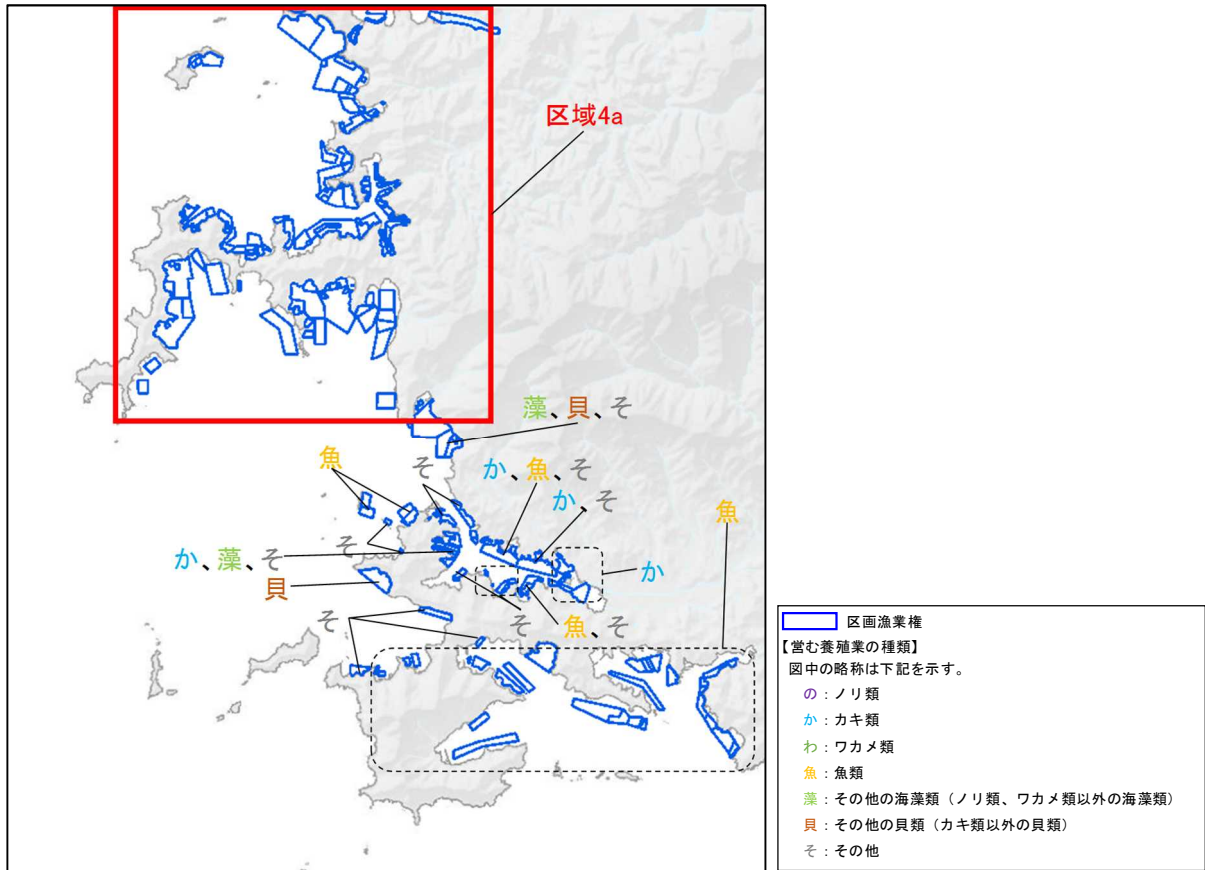 区域4a
藻、貝、そ
魚
そ
か、魚、そ
か、そ
魚
そ
か、藻、そ
か
貝
そ
そ
魚、そ
区画漁業権
【営む養殖業の種類】
図中の略称は下記を示す。
の：ノリ類
か：カキ類
わ：ワカメ類
魚：魚類
藻：その他の海藻類（ノリ類、ワカメ類以外の海藻類）
貝：その他の貝類（カキ類以外の貝類）
そ：その他